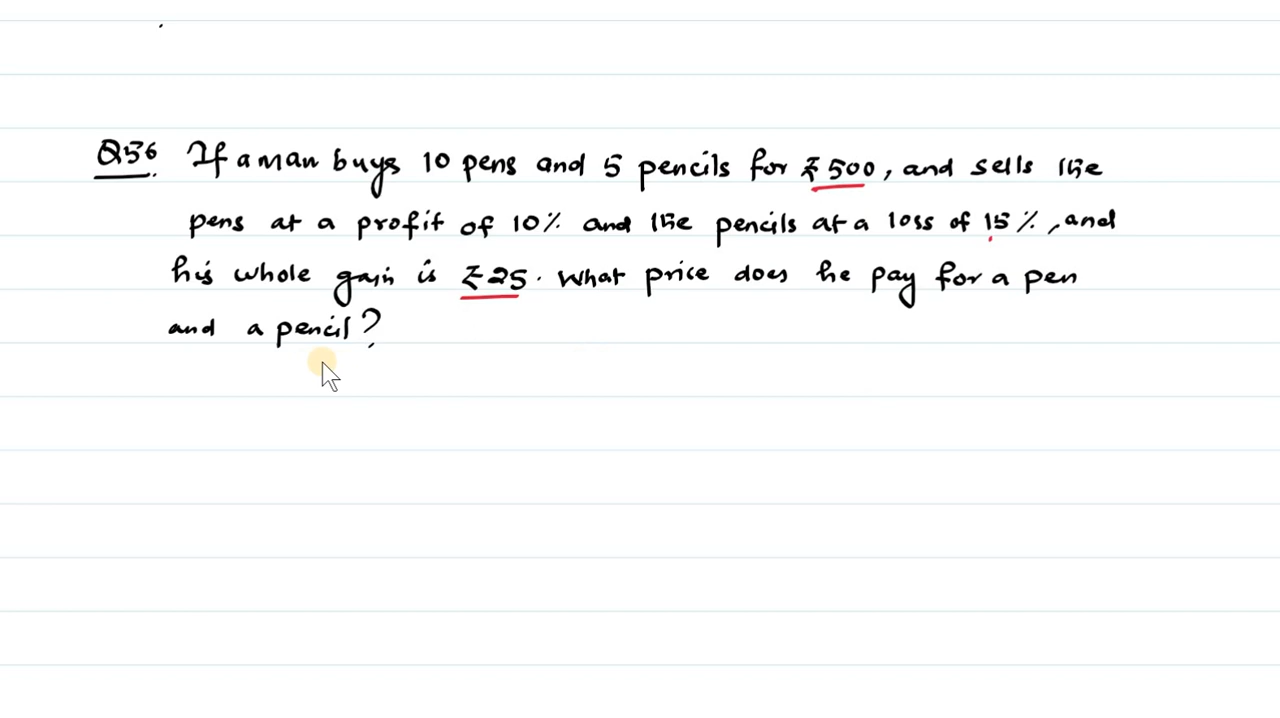 Q56. If a man buys 10 pens and 5 pencils for ₹500, and sells the
pens at a profit of 10% and the pencils at a loss of 15%, and
his whole gain is ₹25. What price does he pay for a pen
and a pencil?